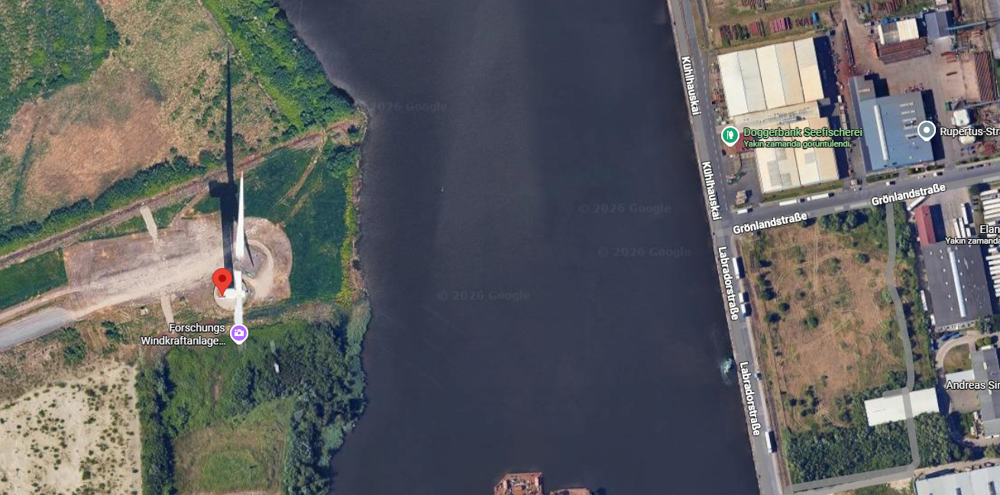 Kühlhauskai
2026 Google
Doggerbank Seefischerei
Yakın zamanda görüntülendi
Rupertus-Str
Kühlhauskai
Grönlandstraße
© 2026 Google
Grönlandstraße
Elan
Yakın zamanda
© 2026 Google
Labradorstraße
© 2026 Google
Forschungs
Windkraftanlage...
Andreas Sir
Labradorstraße